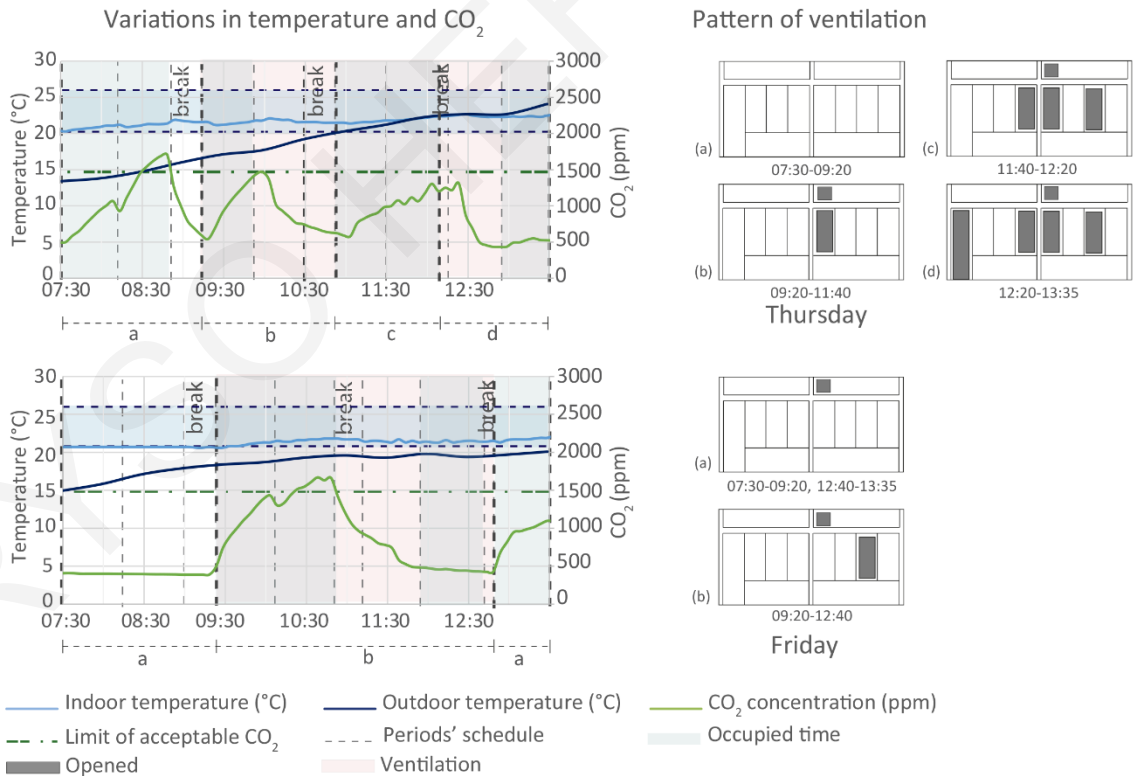 Variations in temperature and CO2
Pattern of ventilation
Temperature (°C)
30
25
20
15
10
5
0
break
break
break
3000
2500
2000
1500
1000
500
0
CO2 (ppm)
07:30
08:30
09:30
10:30
11:30
12:30
a
b
c
d
(a)
07:30-09:20
(c)
11:40-12:20
(b)
09:20-11:40
(d)
12:20-13:35
Thursday
Temperature (°C)
30
25
20
15
10
5
0
break
break
break
3000
2500
2000
1500
1000
500
0
CO2 (ppm)
07:30
08:30
09:30
10:30
11:30
12:30
a
b
a
(a)
07:30-09:20, 12:40-13:35
(b)
09:20-12:40
Friday
Indoor temperature (°C)
Outdoor temperature (°C)
CO2 concentration (ppm)
Limit of acceptable CO2
Periods' schedule
Occupied time
Opened
Ventilation